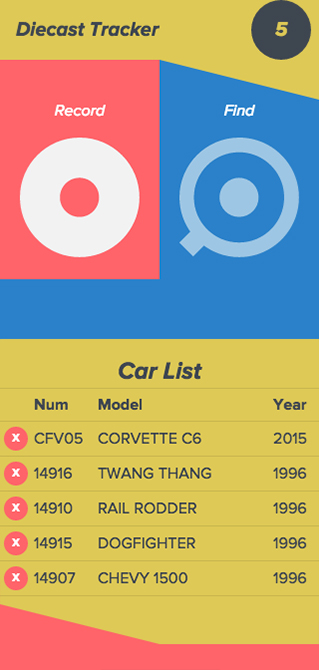 Diecast Tracker 5
Record Find
Car List
Num Model Year
X CFV05 CORVETTE C6 2015
X 14916 TWANG THANG 1996
X 14910 RAIL RODDER 1996
X 14915 DOGFIGHTER 1996
X 14907 CHEVY 1500 1996